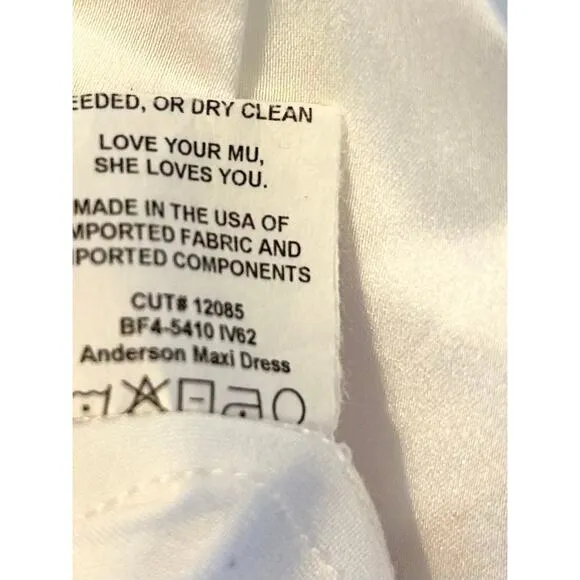 EEDED, OR DRY CLEAN
LOVE YOUR MU,
SHE LOVES YOU.
MADE IN THE USA OF
MPORTED FABRIC AND
PORTED COMPONENTS
CUT# 12085
BF4-5410 IV62
Anderson Maxi Dress